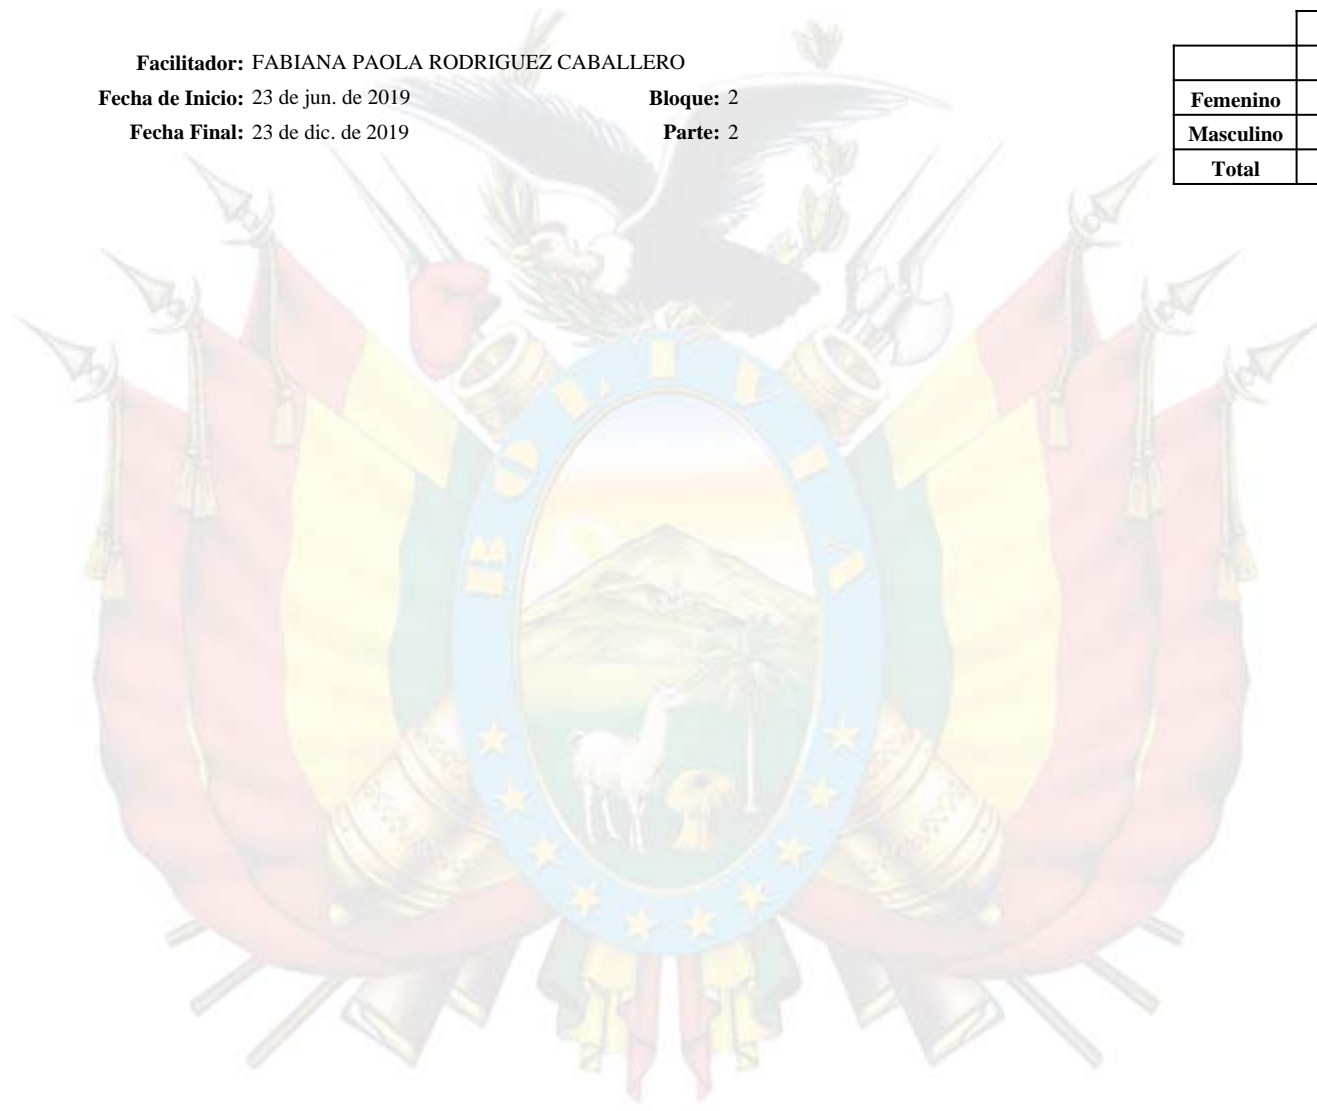 Facilitador: FABIANA PAOLA RODRIGUEZ CABALLERO
Fecha de Inicio: 23 de jun. de 2019 Bloque: 2
Fecha Final: 23 de dic. de 2019 Parte: 2
Femenino
Masculino
Total
BOLIVIA